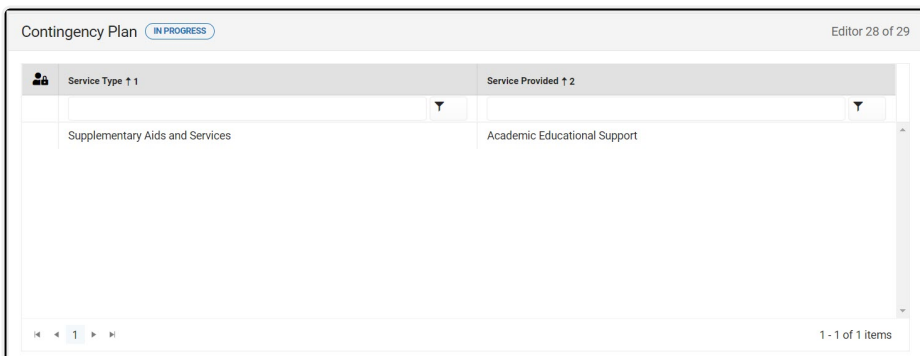 Contingency Plan IN PROGRESS Editor 28 of 29
Service Type ↑ 1 Service Provided ↑ 2
Supplementary Aids and Services Academic Educational Support
1 1 - 1 of 1 items